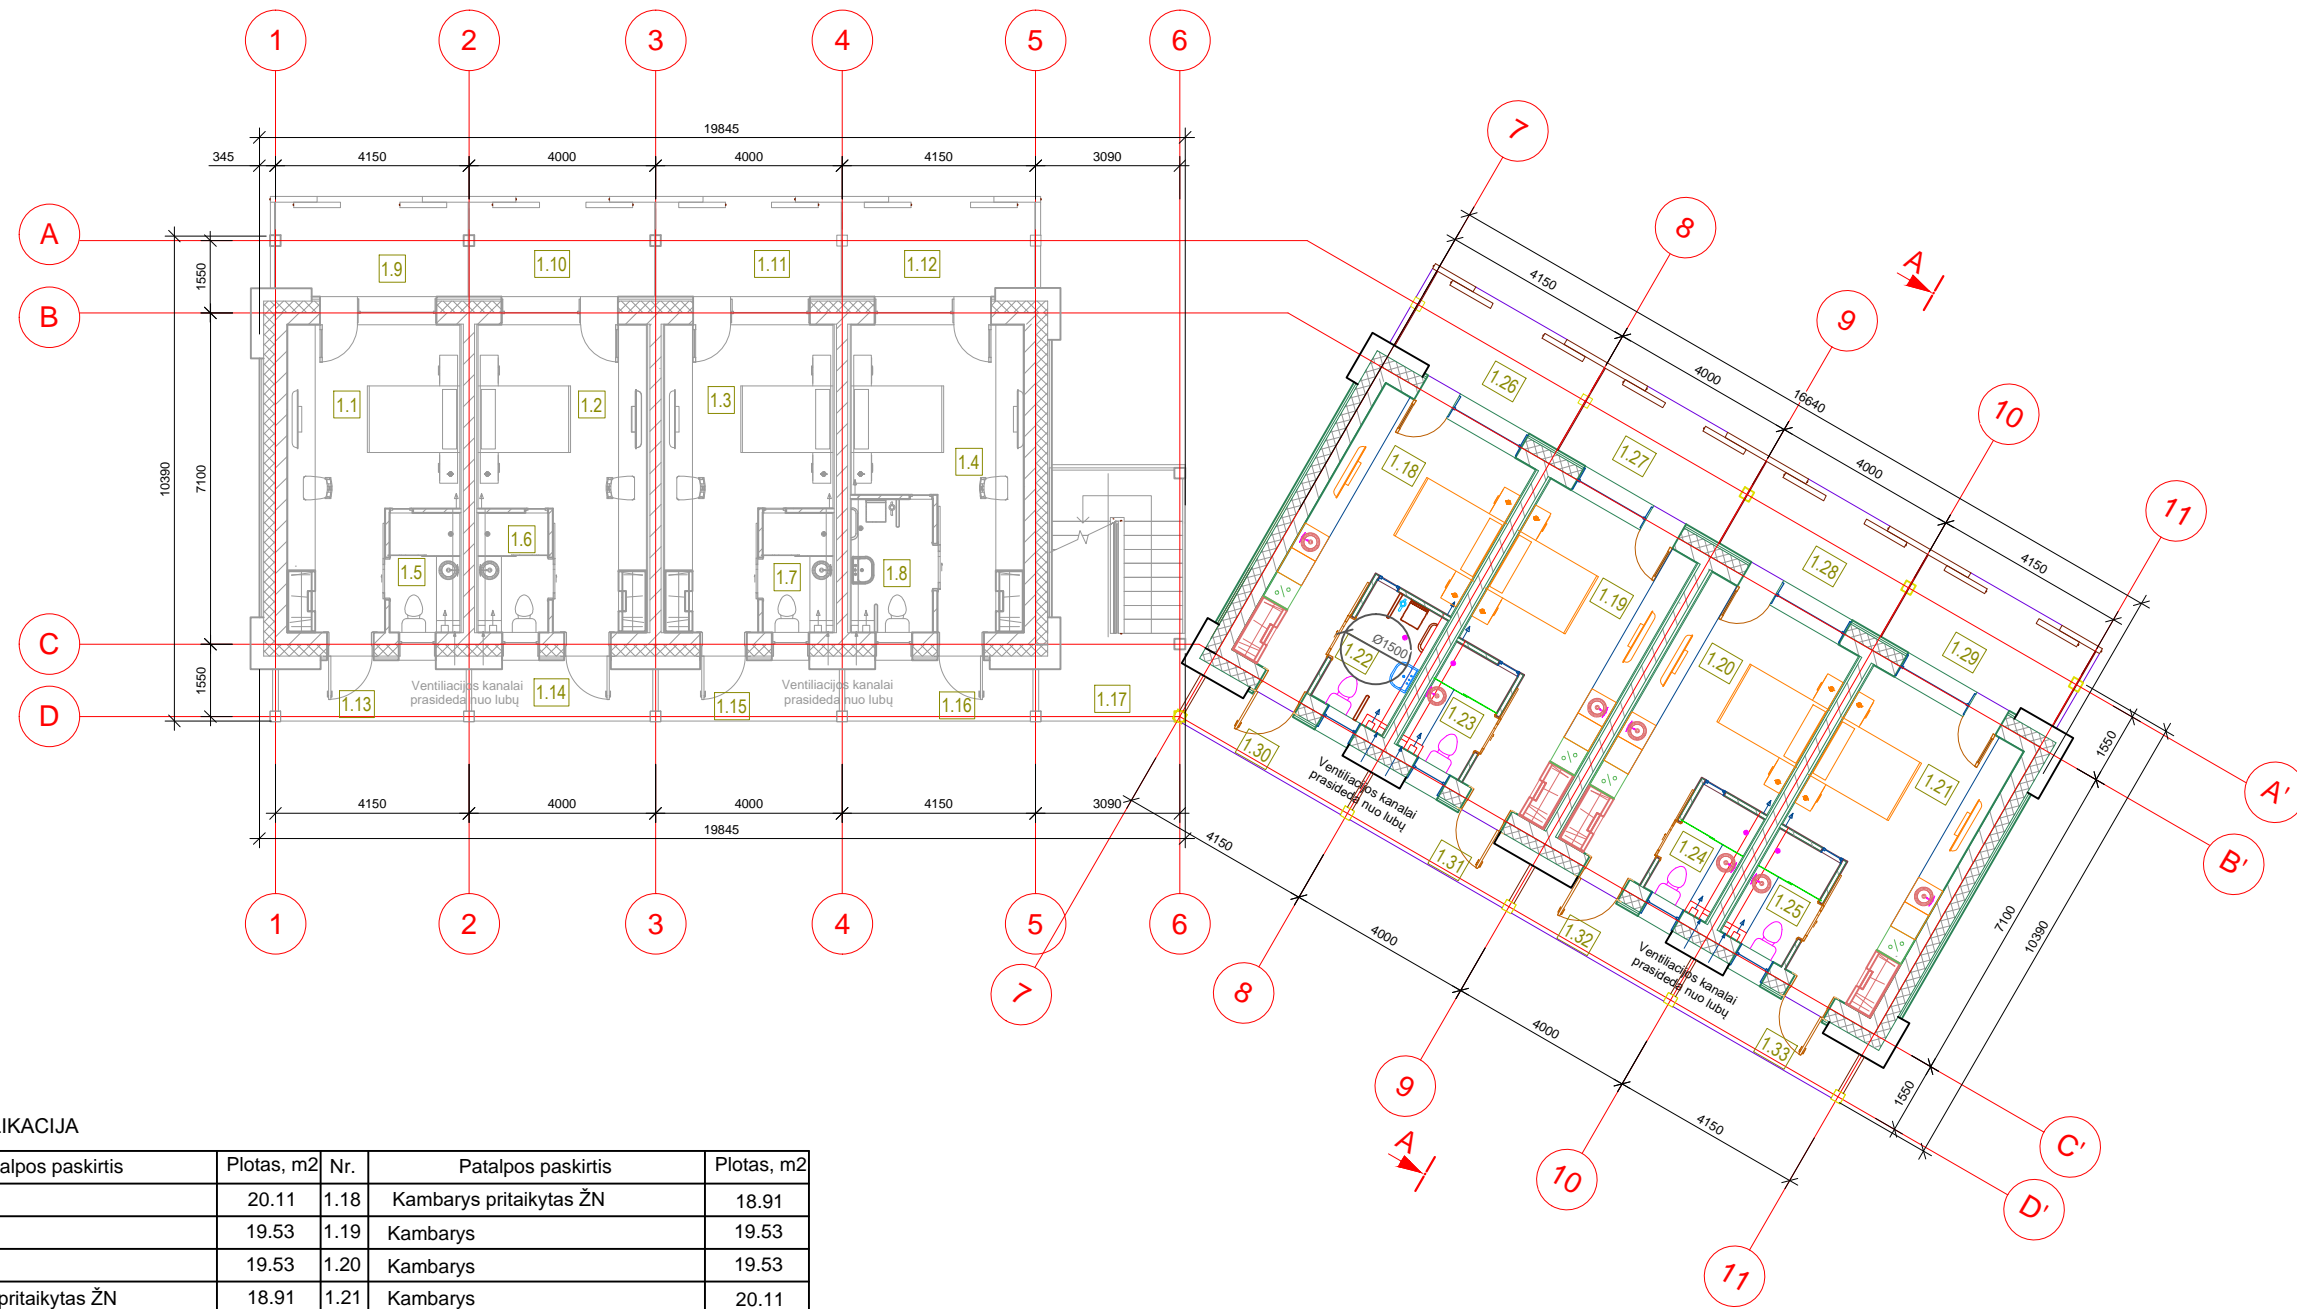 1 2 3 4 5 6
19845
345 4150 4000 4000 4150 3090
A
B
C
D
1550
7100
1550
10390
1.9 1.10 1.11 1.12
1.1 1.2 1.3 1.4
1.5 1.6 1.7 1.8
1.13 1.14 1.15 1.16 1.17
Ventiliacijos kanalai
prasideda nuo lubų
Ventiliacijos kanalai
prasideda nuo lubų
4150 4000 4000 4150 3090
19845
1 2 3 4 5 6
7 8 9 10 11
A
4150 4000 4000 4150
16640
1.26 1.27 1.28 1.29
1.18 1.19 1.20 1.21
Ø1500
1.22 1.23 1.24 1.25
1.30 1.31 1.32 1.33
Ventiliacijos kanalai
prasideda nuo lubų
Ventiliacijos kanalai
prasideda nuo lubų
1550
7100
1550
10390
A'
B'
C'
D'
4150 4000 4000 4150
7 8 9 10 11
A
LIKACIJA
alpos paskirtis Plotas, m2 Nr. Patalpos paskirtis Plotas, m2
20.11 1.18 Kambarys pritaikytas ŽN 18.91
19.53 1.19 Kambarys 19.53
19.53 1.20 Kambarys 19.53
pritaikytas ŽN 18.91 1.21 Kambarys 20.11